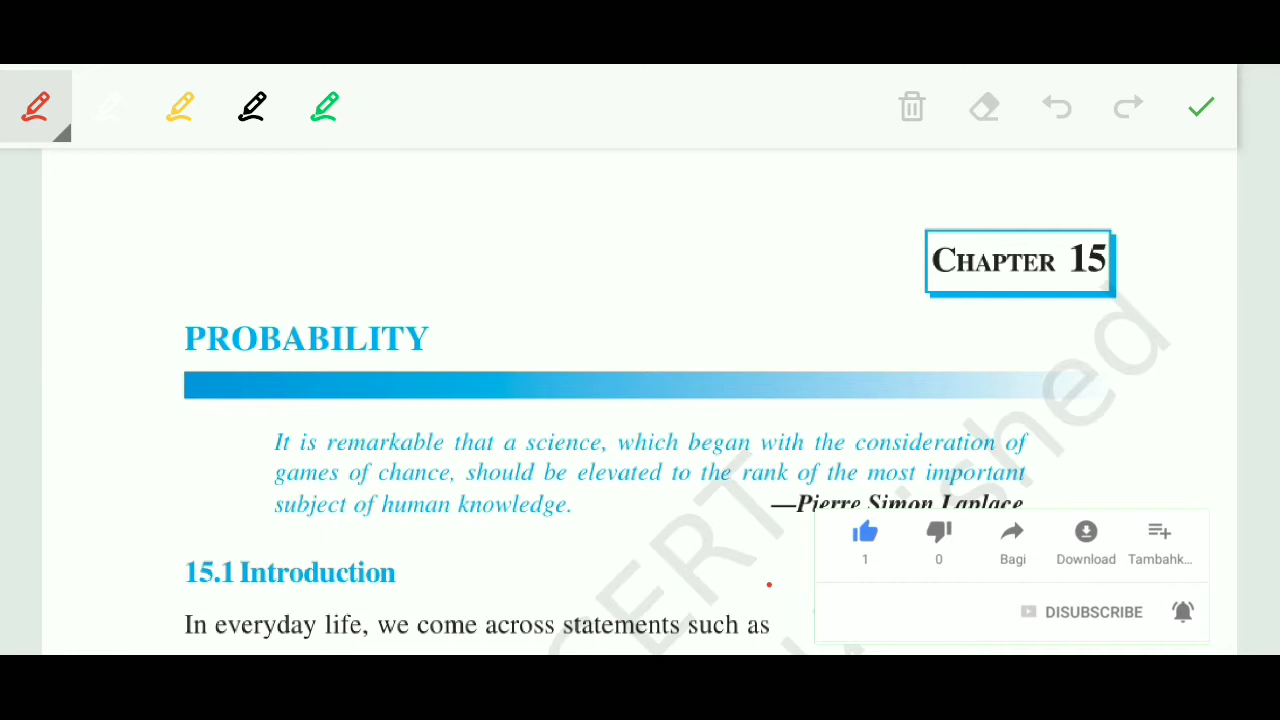 CHAPTER 15
PROBABILITY
It is remarkable that a science, which began with the consideration of
games of chance, should be elevated to the rank of the most important
subject of human knowledge.
—Pierre Simon Laplace
15.1 Introduction
In everyday life, we come across statements such as
1
0
Bagi
Download
Tambahk...
DISUBSCRIBE